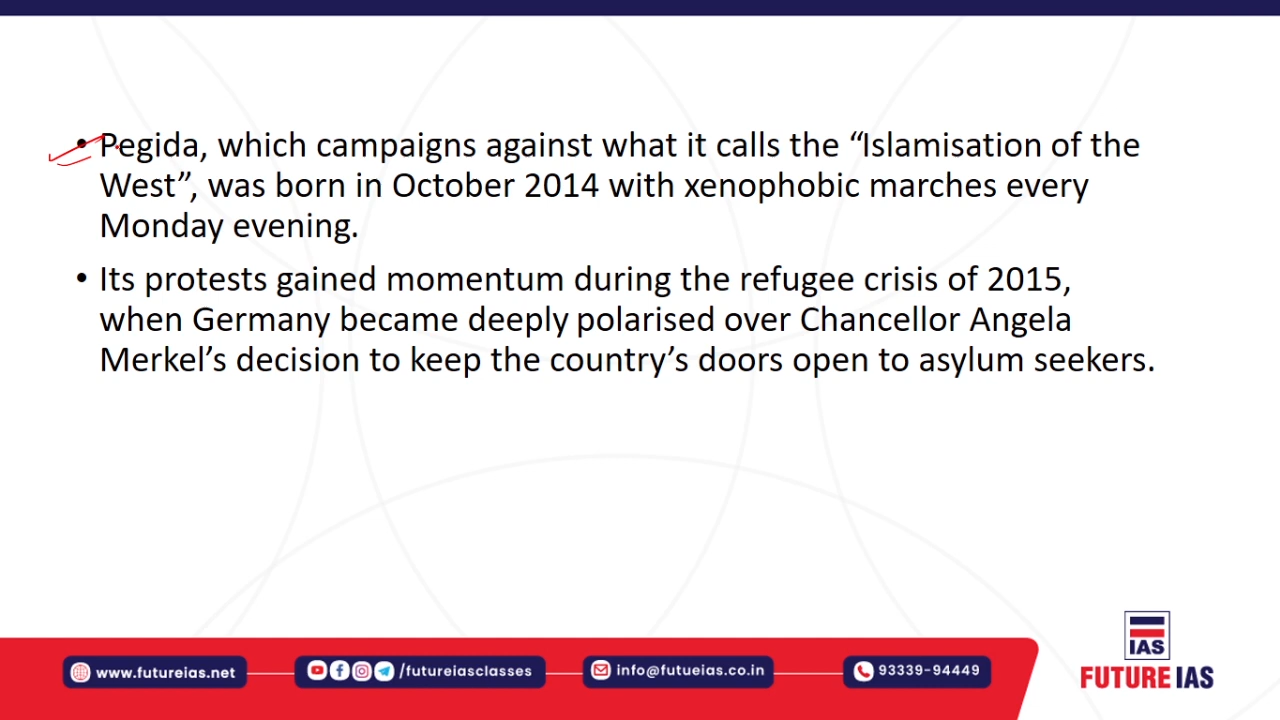 • Pegida, which campaigns against what it calls the “Islamisation of the
West”, was born in October 2014 with xenophobic marches every
Monday evening.
• Its protests gained momentum during the refugee crisis of 2015,
when Germany became deeply polarised over Chancellor Angela
Merkel’s decision to keep the country’s doors open to asylum seekers.
IAS
FUTURE IAS
www.futureias.net
/futureiasclasses
info@futueias.co.in
93339-94449